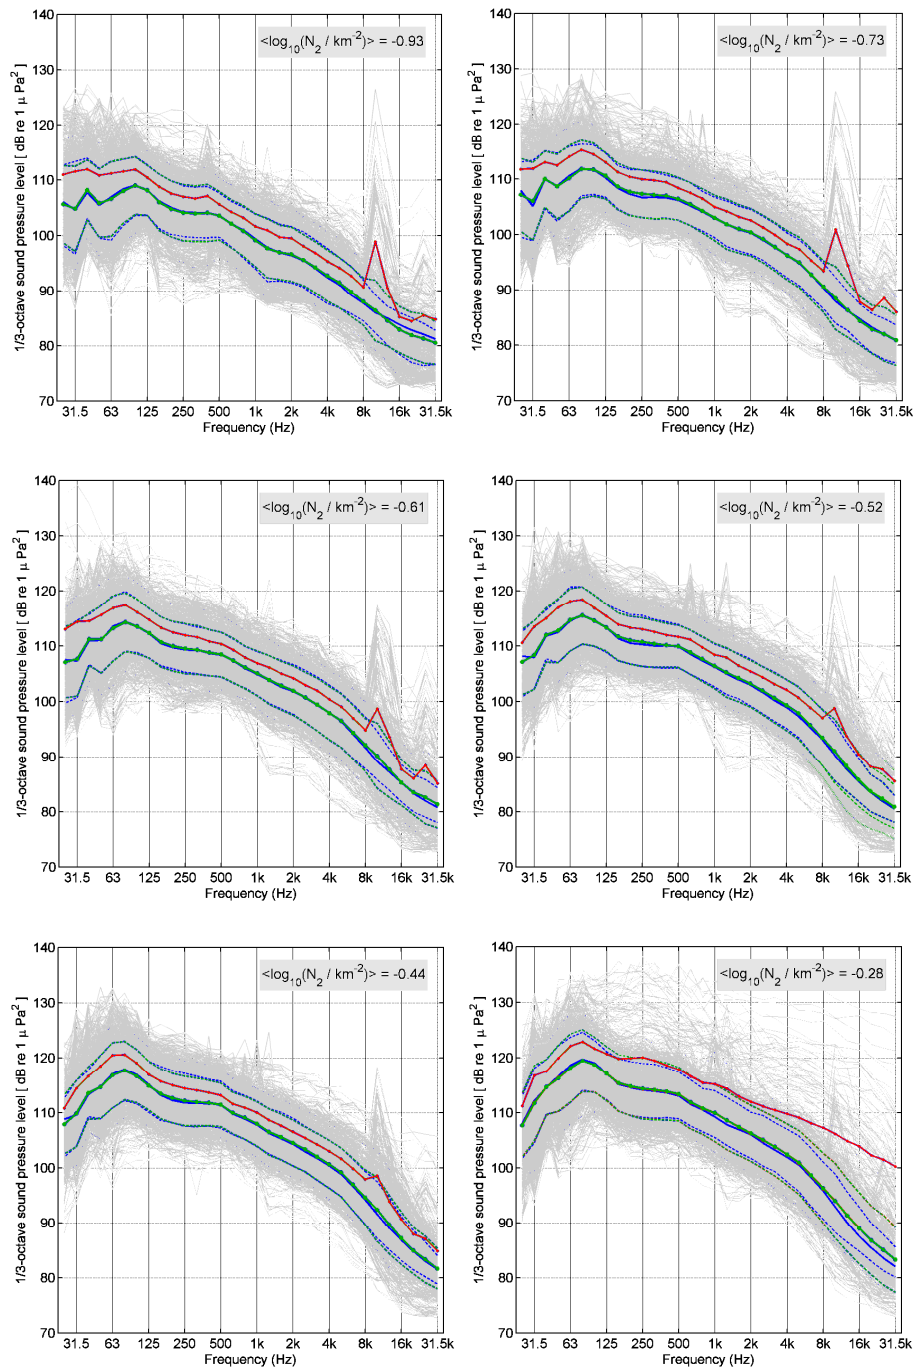 <log10(N2 / km-2)> = -0.93
1/3-octave sound pressure level [ dB re 1 μ Pa2 ]
140
130
120
110
100
90
80
70
31.5 63 125 250 500 1k 2k 4k 8k 16k 31.5k
Frequency (Hz)
<log10(N2 / km-2)> = -0.73
1/3-octave sound pressure level [ dB re 1 μ Pa2 ]
140
130
120
110
100
90
80
70
31.5 63 125 250 500 1k 2k 4k 8k 16k 31.5k
Frequency (Hz)
<log10(N2 / km-2)> = -0.61
1/3-octave sound pressure level [ dB re 1 μ Pa2 ]
140
130
120
110
100
90
80
70
31.5 63 125 250 500 1k 2k 4k 8k 16k 31.5k
Frequency (Hz)
<log10(N2 / km-2)> = -0.52
1/3-octave sound pressure level [ dB re 1 μ Pa2 ]
140
130
120
110
100
90
80
70
31.5 63 125 250 500 1k 2k 4k 8k 16k 31.5k
Frequency (Hz)
<log10(N2 / km-2)> = -0.44
1/3-octave sound pressure level [ dB re 1 μ Pa2 ]
140
130
120
110
100
90
80
70
31.5 63 125 250 500 1k 2k 4k 8k 16k 31.5k
Frequency (Hz)
<log10(N2 / km-2)> = -0.28
1/3-octave sound pressure level [ dB re 1 μ Pa2 ]
140
130
120
110
100
90
80
70
31.5 63 125 250 500 1k 2k 4k 8k 16k 31.5k
Frequency (Hz)